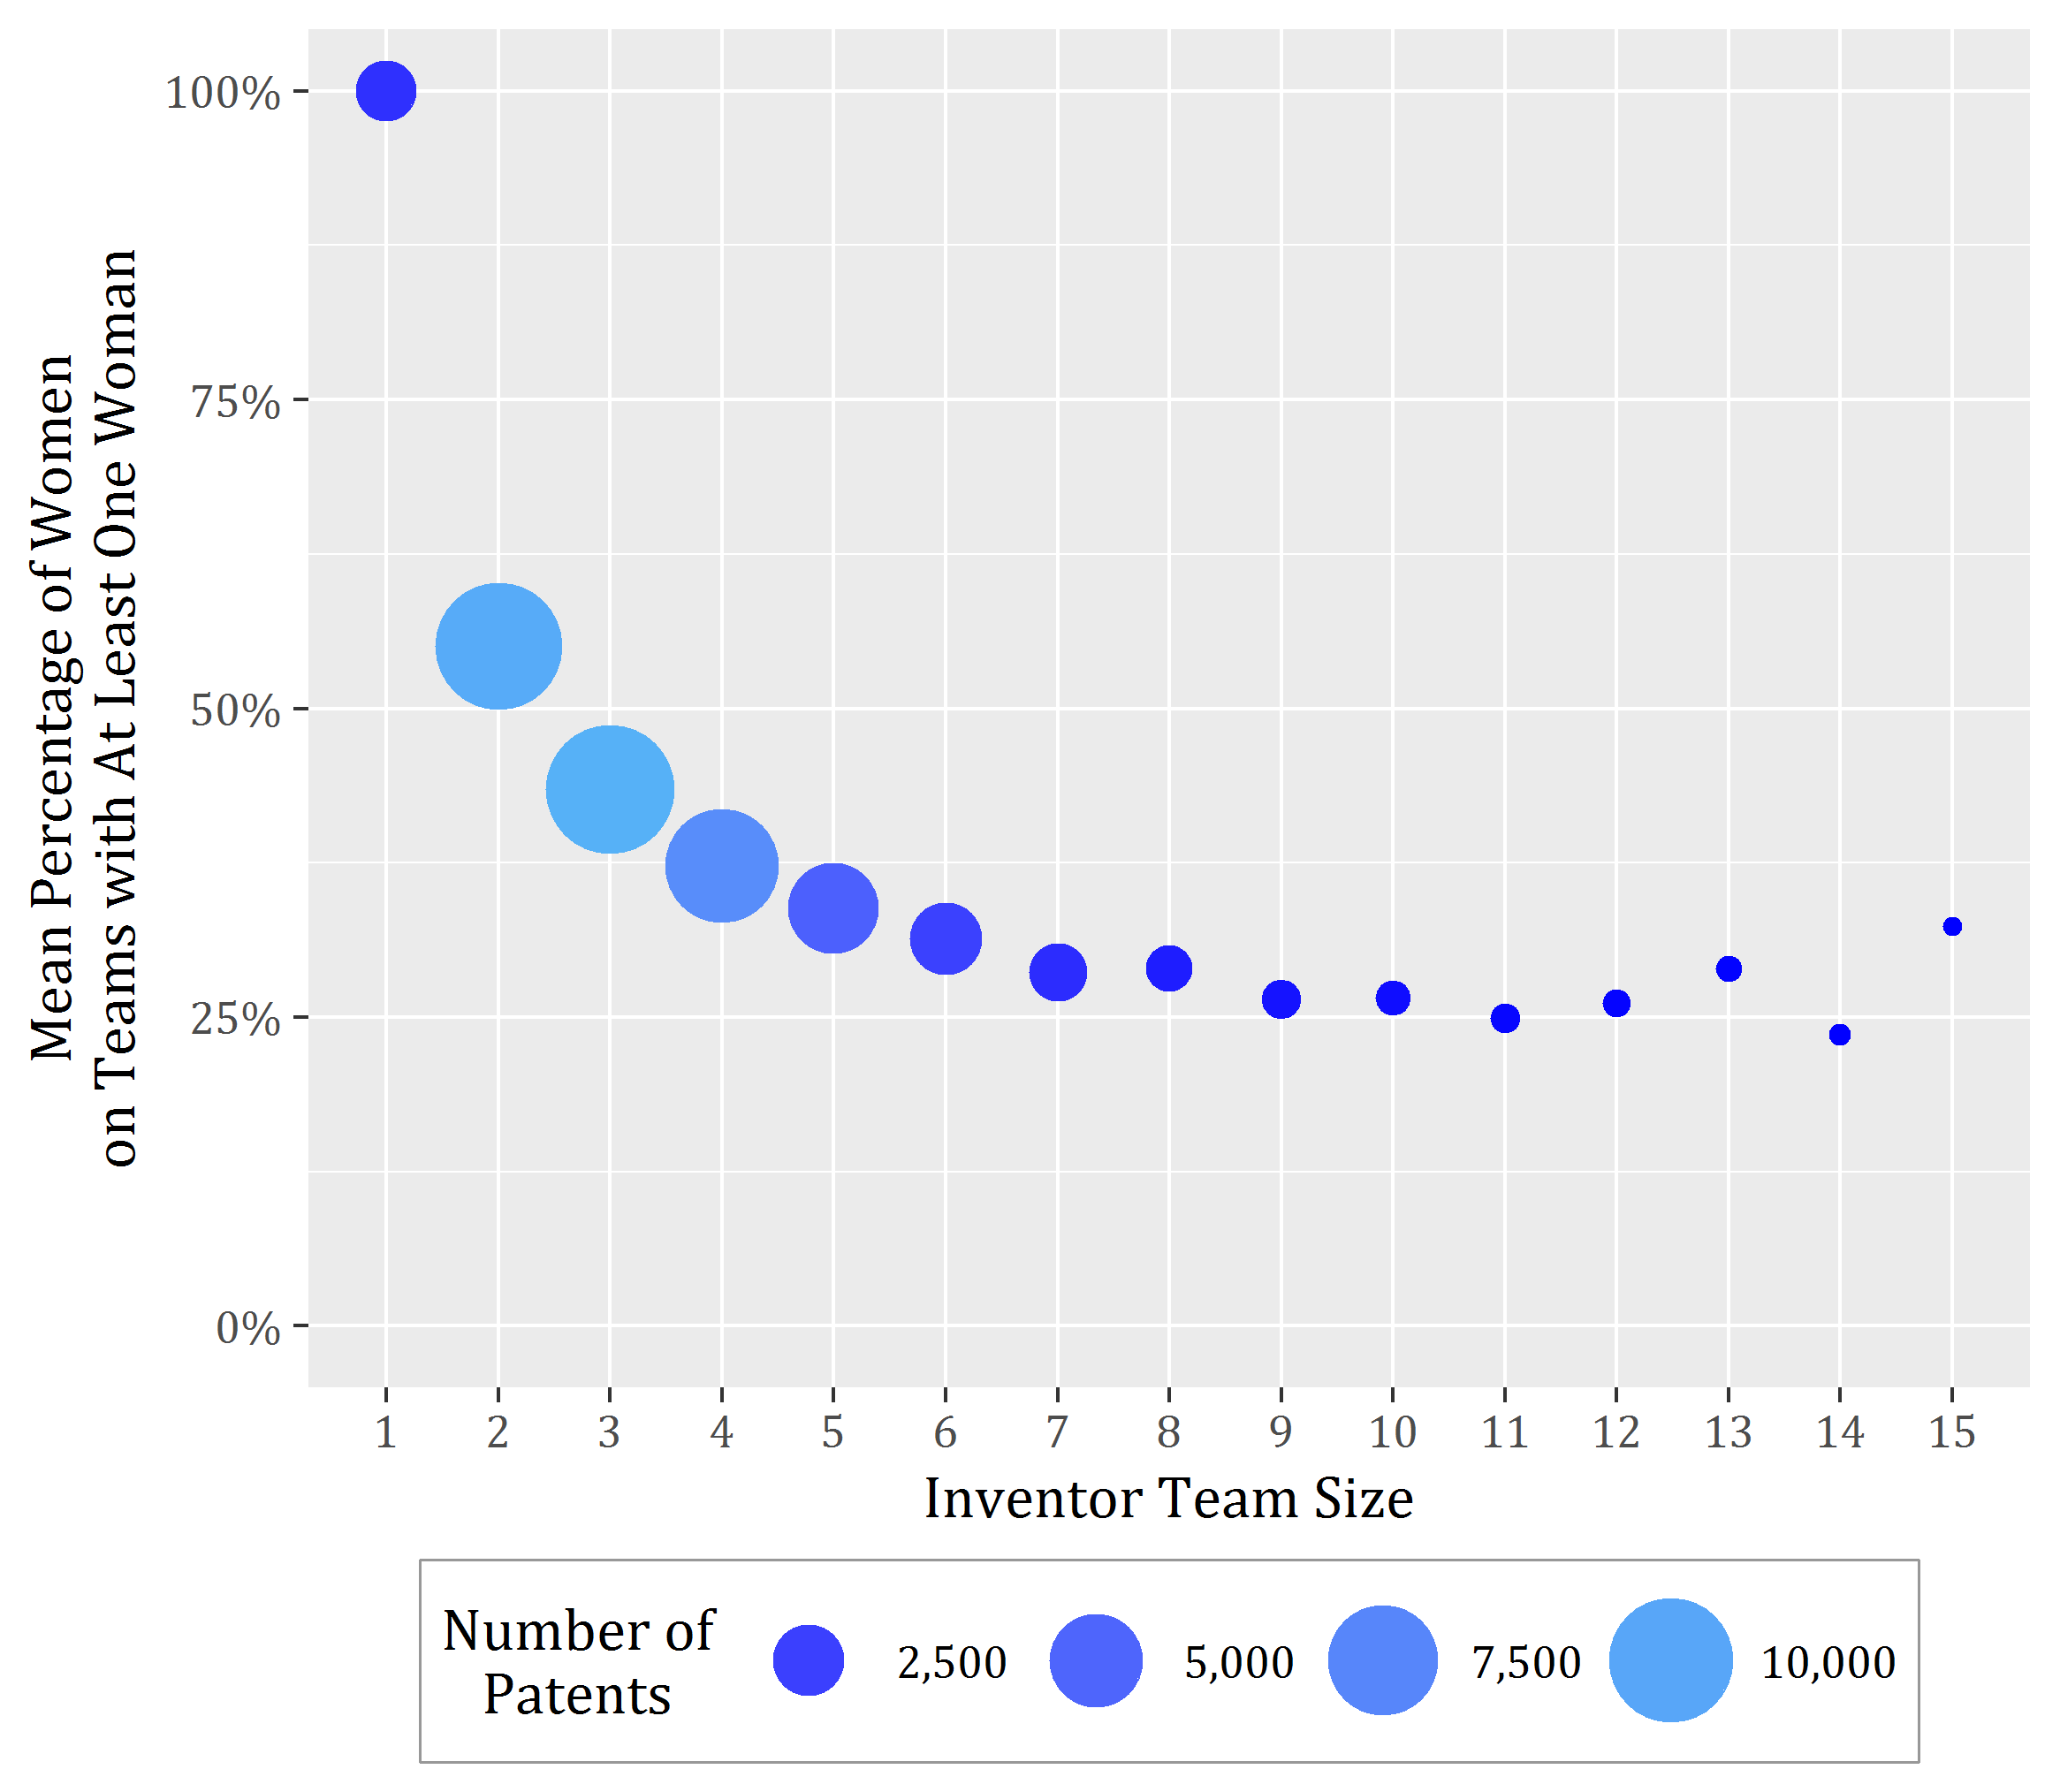 Mean Percentage of Women
on Teams with At Least One Woman
100%
75%
50%
25%
0%
1 2 3 4 5 6 7 8 9 10 11 12 13 14 15
Inventor Team Size
Number of
Patents
2,500 5,000 7,500 10,000